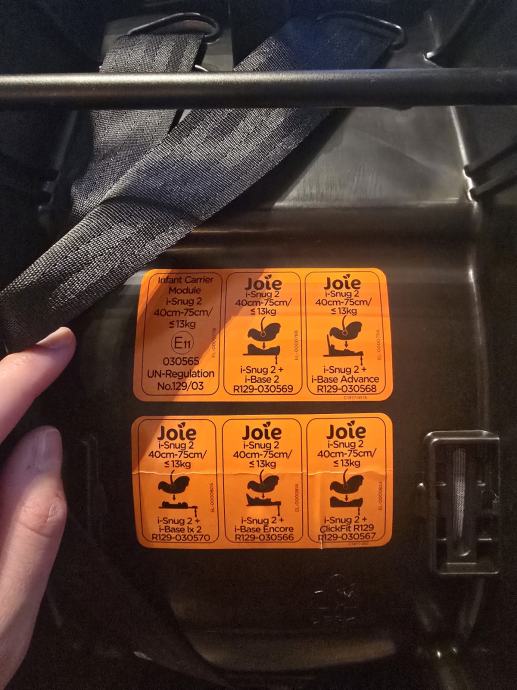 Infant Carrier
Module
i-Snug 2
40cm-75cm/
≤13kg
E11
030565
UN-Regulation
No.129/03
Joie
i-Snug 2
40cm-75cm/
≤13kg
i-Snug 2 +
i-Base 2
R129-030569
Joie
i-Snug 2
40cm-75cm/
≤13kg
i-Snug 2 +
i-Base Advance
R129-030568
Joie
i-Snug 2
40cm-75cm/
≤13kg
i-Snug 2 +
i-Base lx 2
R129-030570
Joie
i-Snug 2
40cm-75cm/
≤13kg
i-Snug 2 +
i-Base Encore
R129-030566
Joie
i-Snug 2
40cm-75cm/
≤13kg
i-Snug 2 +
ClickFit R129
R129-030567